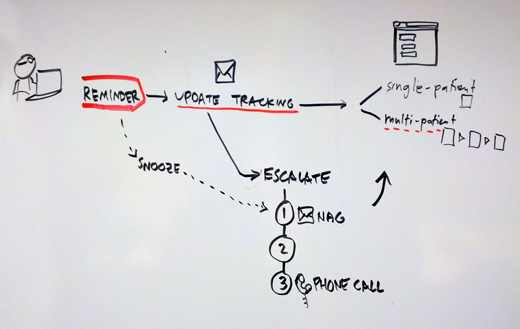 REMINDER
UPDATE TRACKING
single-patient
multi-patient
SNOOZE
ESCALATE
1 NAG
2
3 PHONE CALL